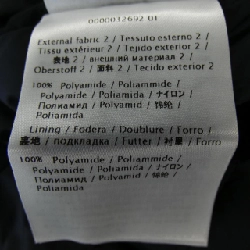 0000012692 01
External fabric 2 / Tessuto esterno 2 /
Tissu extérieur 2 / Tejido exterior 2 /
表地 2 / внешний материал 2 /
Oberstoff 2 / 面料 2 / Tecido exterior 2
100% Polyamide / Poliammide /
Polyamide / Poliamida / ナイロン /
Полиамид / Polyamid / 锦纶 /
Poliamida
Lining / Fodera / Doublure / Forro /
裏地 / подкладка / Futter / 衬里 / Forro
100% Polyamide / Poliammide /
Polyamide / Poliamida / ナイロン /
Полиамид / Polyamid / 锦纶 /
Poliamida